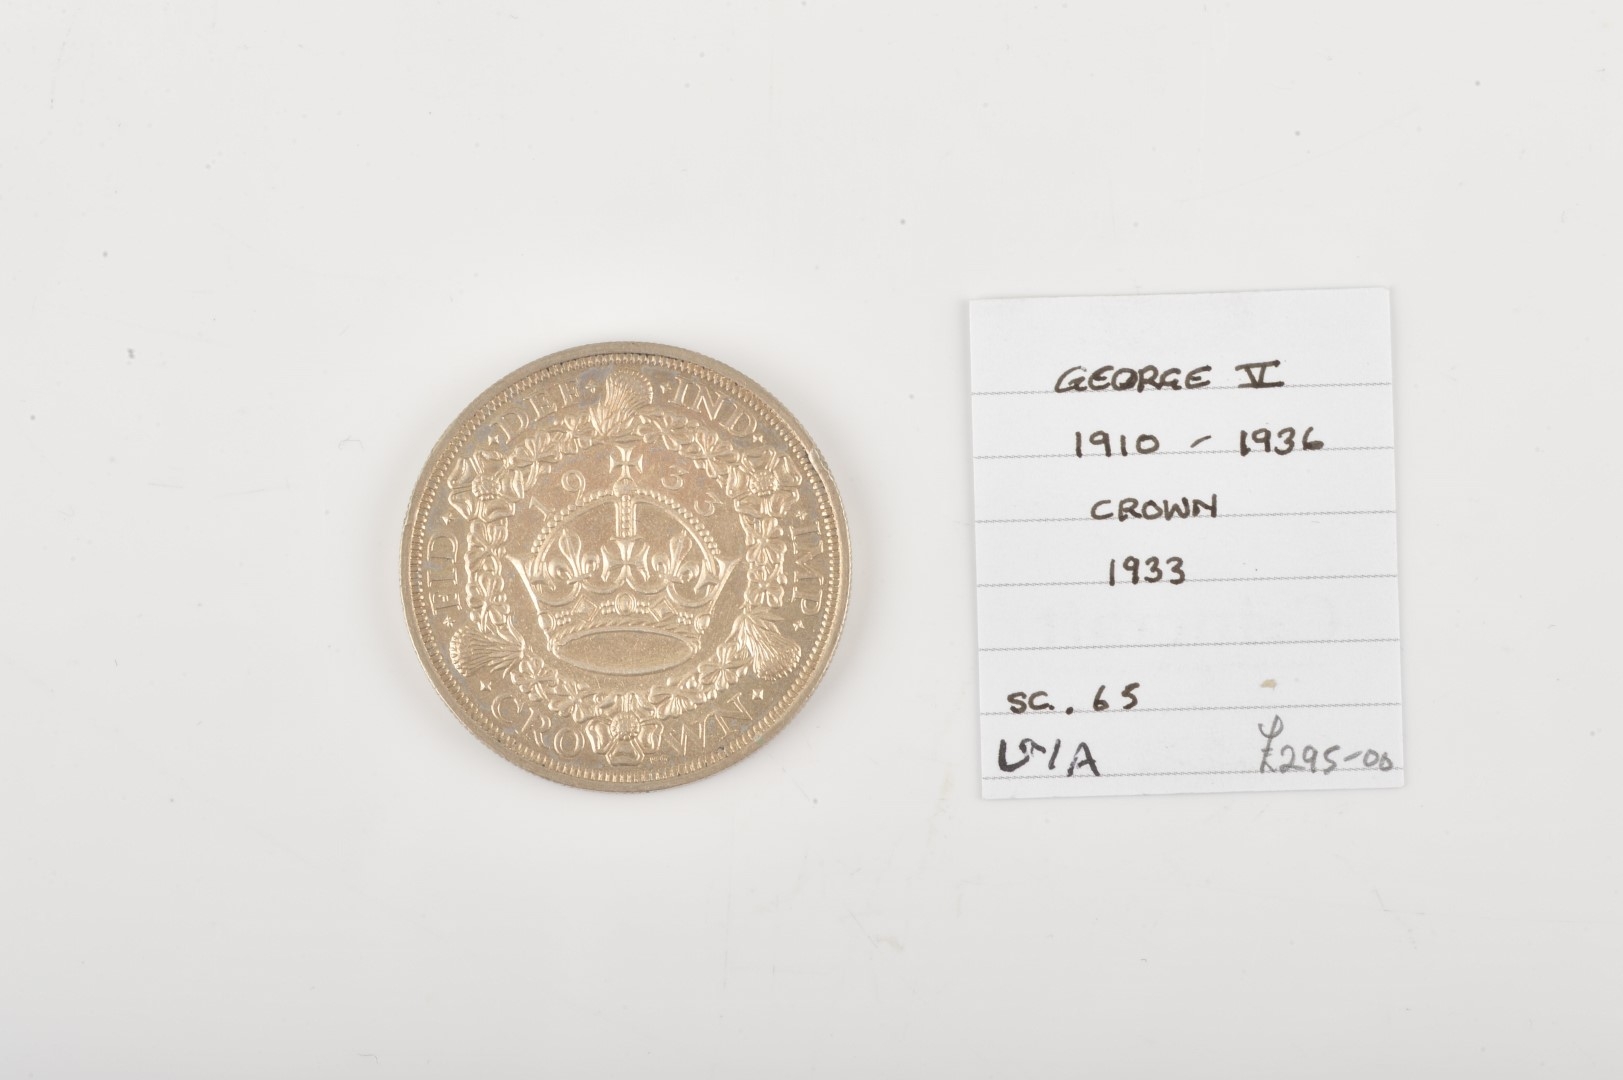 FID · DEF · IND · IMP
1933
CROWN
GEORGE V
1910 - 1936
CROWN
1933
SC. 65
£295-00